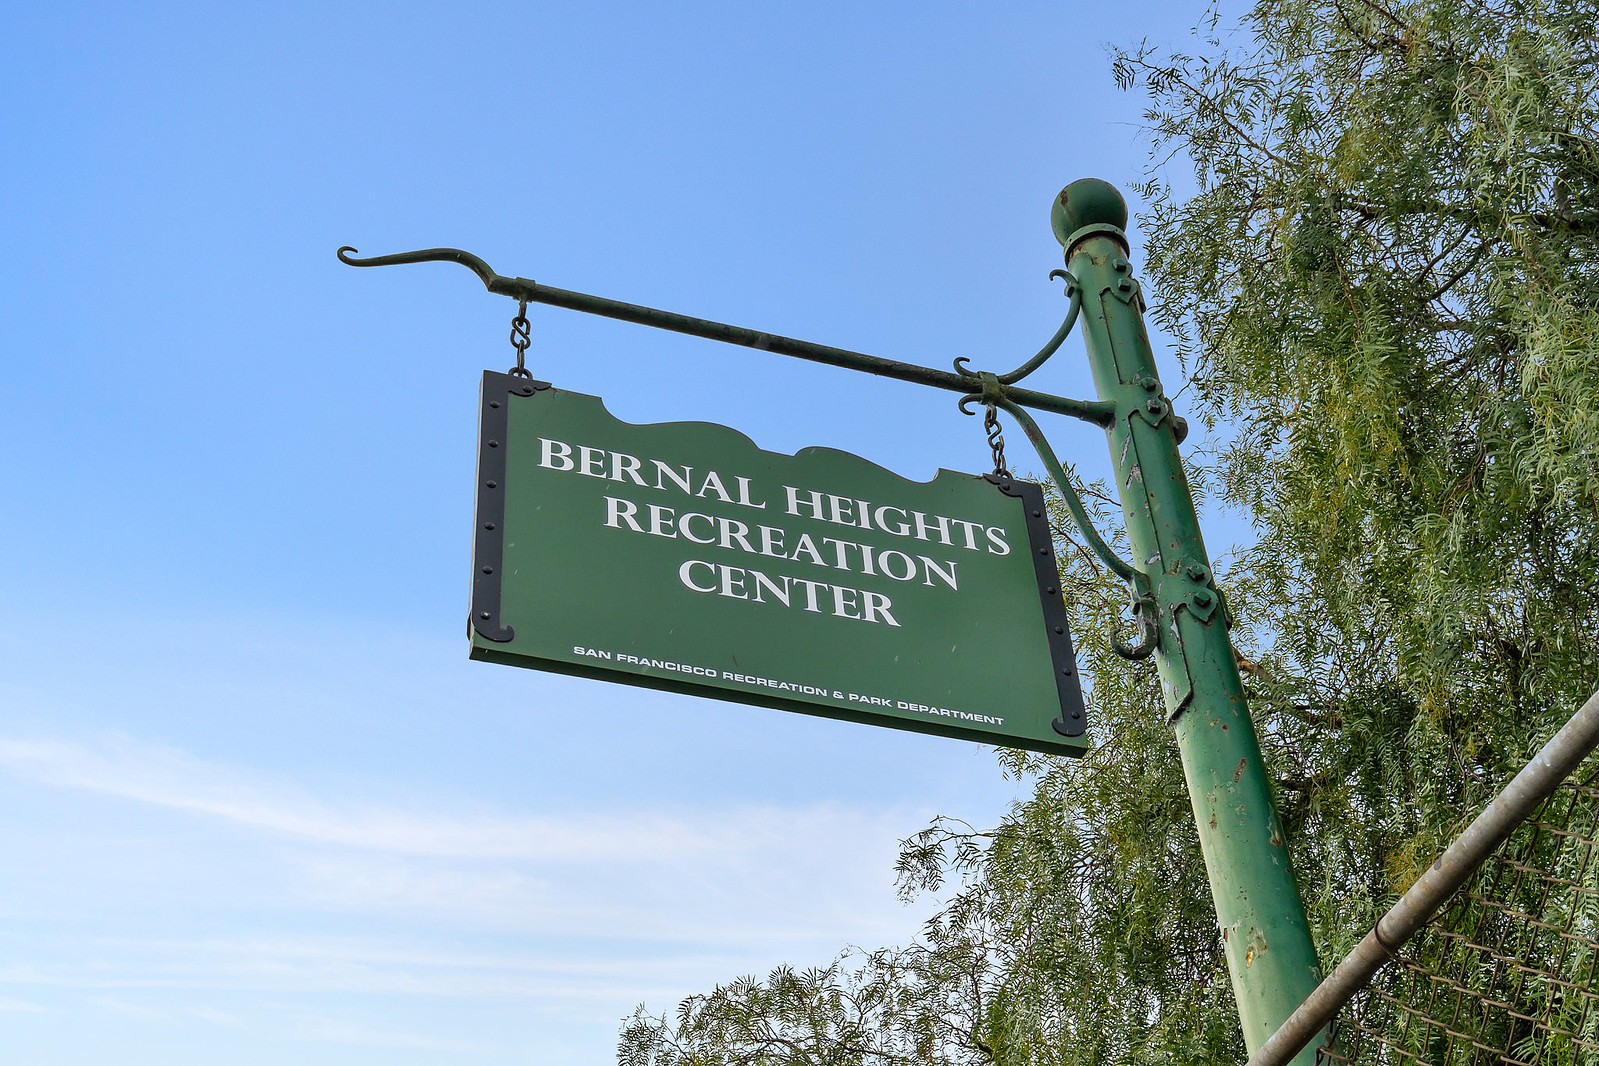 BERNAL HEIGHTS
RECREATION
CENTER
SAN FRANCISCO RECREATION & PARK DEPARTMENT